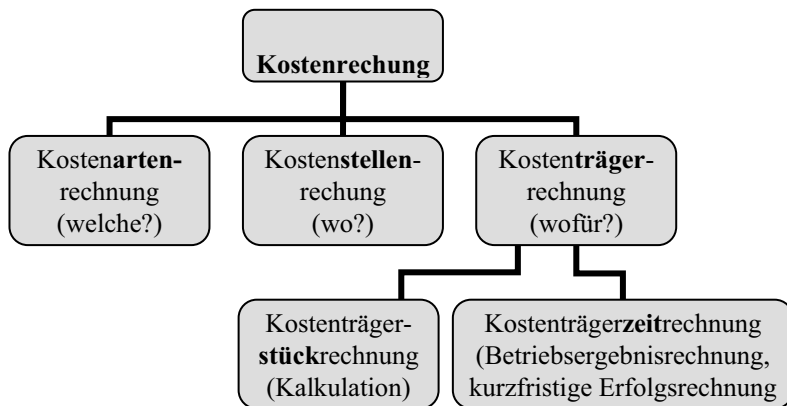 Kostenrechung
Kostenarten-
rechnung
(welche?)
Kostenstellen-
rechung
(wo?)
Kostenträger-
rechnung
(wofür?)
Kostenträger-
stückrechnung
(Kalkulation)
Kostenträgerzeitrechnung
(Betriebsergebnisrechnung,
kurzfristige Erfolgsrechnung